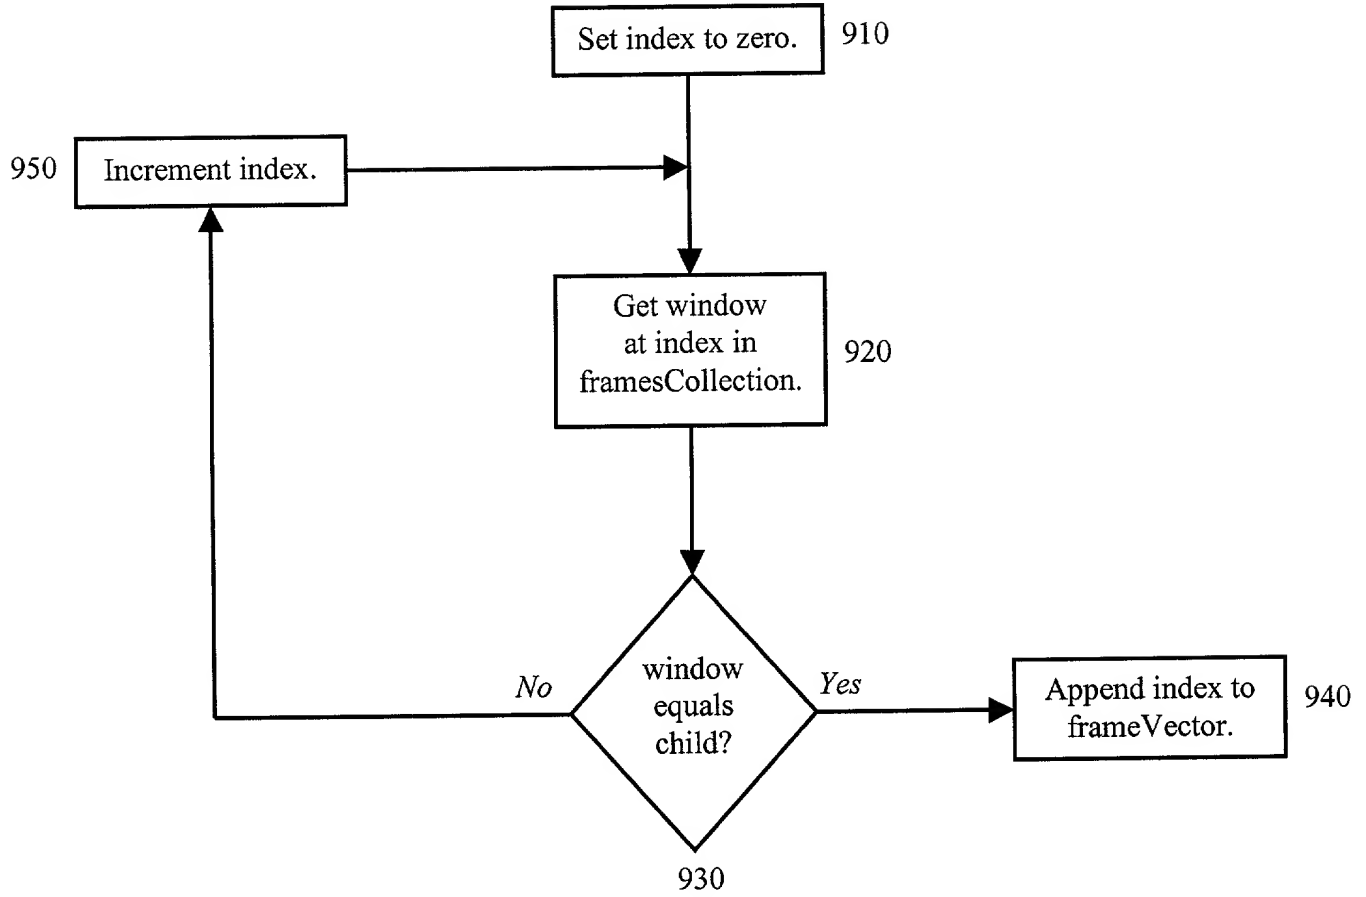 Set index to zero.
910
950
Increment index.
Get window
at index in
framesCollection.
920
window
equals
child?
No
Yes
Append index to
frameVector.
940
930